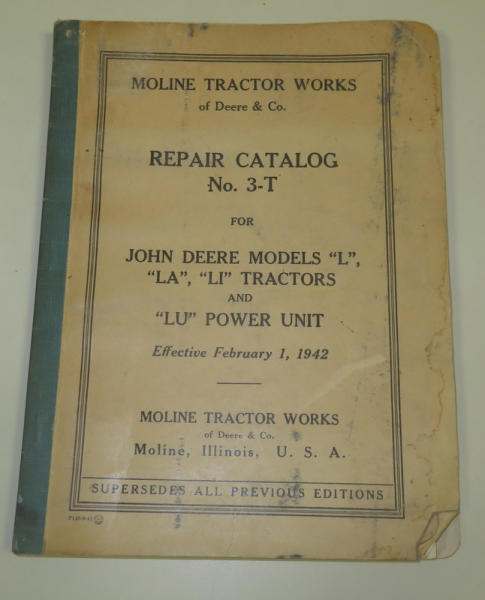 MOLINE TRACTOR WORKS
of Deere & Co.
REPAIR CATALOG
No. 3-T
FOR
JOHN DEERE MODELS "L",
"LA", "LI" TRACTORS
AND
"LU" POWER UNIT
Effective February 1, 1942
MOLINE TRACTOR WORKS
of Deere & Co.
Moline, Illinois, U. S. A.
SUPERSEDES ALL PREVIOUS EDITIONS